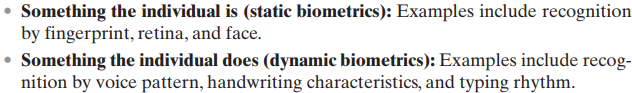 • Something the individual is (static biometrics): Examples include recognition
by fingerprint, retina, and face.
• Something the individual does (dynamic biometrics): Examples include recog-
nition by voice pattern, handwriting characteristics, and typing rhythm.